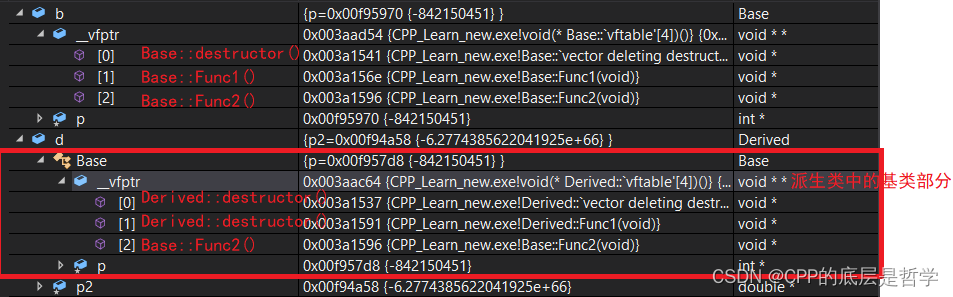 b {p=0x00f95970 {-842150451} } Base
__vfptr 0x003aad54 {CPP_Learn_new.exe!void(* Base::`vftable'[4])()} {0x... void * *
[0] Base::destructor() 0x003a1541 {CPP_Learn_new.exe!Base::`vector deleting destruct... void *
[1] Base::Func1() 0x003a156e {CPP_Learn_new.exe!Base::Func1(void)} void *
[2] Base::Func2() 0x003a1596 {CPP_Learn_new.exe!Base::Func2(void)} void *
p 0x00f95970 {-842150451} int *
d {p2=0x00f94a58 {-6.2774385622041925e+66} } Derived
Base {p=0x00f957d8 {-842150451} } Base
__vfptr 0x003aac64 {CPP_Learn_new.exe!void(* Derived::`vftable'[4])()} {... void * * 派生类中的基类部分
[0] Derived::destructor() 0x003a1537 {CPP_Learn_new.exe!Derived::`vector deleting destr... void *
[1] Derived::destructor() 0x003a1591 {CPP_Learn_new.exe!Derived::Func1(void)} void *
[2] Base::Func2() 0x003a1596 {CPP_Learn_new.exe!Base::Func2(void)} void *
p 0x00f957d8 {-842150451} int *
p2 0x00f94a58 {-6.2774385622041925e+66} double *
CSDN @CPP的底层是哲学